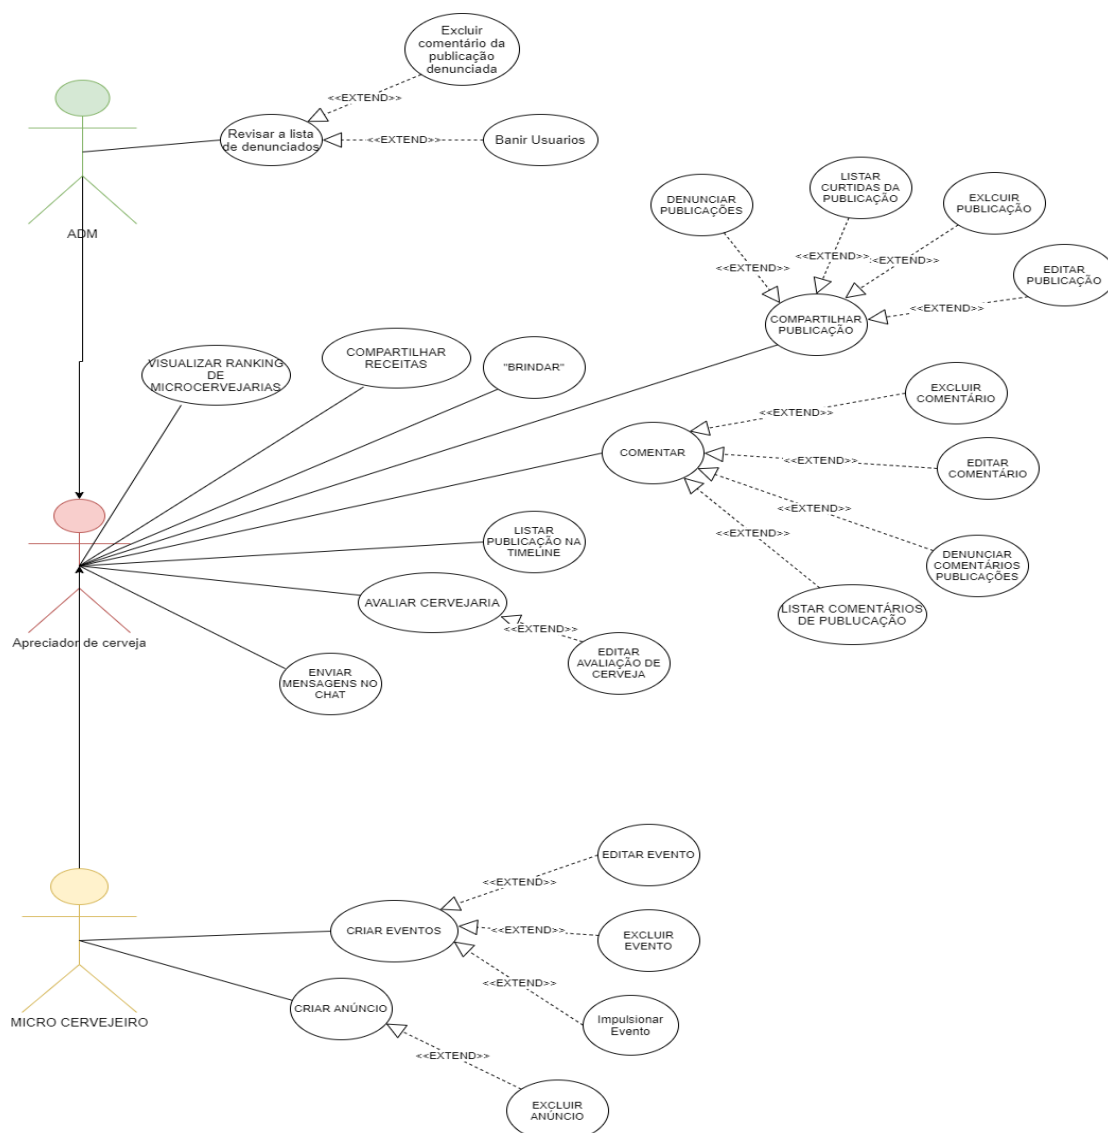 Excluir
comentário da
publicação
denunciada
<<EXTEND>>
Revisar a lista
de denunciados
<<EXTEND>>
Banir Usuarios
ADM
DENUNCIAR
PUBLICAÇÕES
LISTAR
CURTIDAS DA
PUBLICAÇÃO
EXLCUIR
PUBLICAÇÃO
<<EXTEND>>
<<EXTEND>>
<<EXTEND>>
EDITAR
PUBLICAÇÃO
<<EXTEND>>
COMPARTILHAR
PUBLICAÇÃO
VISUALIZAR RANKING
DE
MICROCERVEJARIAS
COMPARTILHAR
RECEITAS
"BRINDAR"
EXCLUIR
COMENTÁRIO
<<EXTEND>>
COMENTAR
<<EXTEND>>
EDITAR
COMENTÁRIO
<<EXTEND>>
<<EXTEND>>
DENUNCIAR
COMENTÁRIOS
PUBLICAÇÕES
LISTAR COMENTÁRIOS
DE PUBLUCAÇÃO
LISTAR
PUBLICAÇÃO NA
TIMELINE
AVALIAR CERVEJARIA
<<EXTEND>>
EDITAR
AVALIAÇÃO DE
CERVEJA
Apreciador de cerveja
ENVIAR
MENSAGENS NO
CHAT
EDITAR EVENTO
<<EXTEND>>
CRIAR EVENTOS
<<EXTEND>>
EXCLUIR
EVENTO
<<EXTEND>>
Impulsionar
Evento
MICRO CERVEJEIRO
CRIAR ANÚNCIO
<<EXTEND>>
EXCLUIR
ANÚNCIO